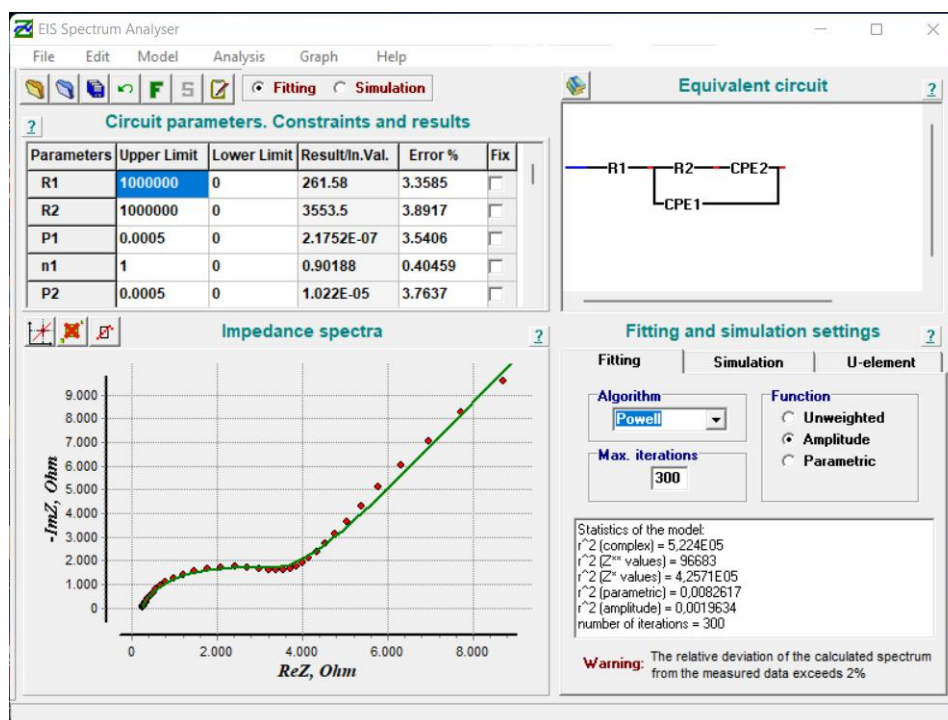 EIS Spectrum Analyser
File Edit Model Analysis Graph Help
F S Fitting Simulation
? Circuit parameters. Constraints and results
Parameters Upper Limit Lower Limit Result/In.Val. Error % Fix
R1 1000000 0 261.58 3.3585
R2 1000000 0 3553.5 3.8917
P1 0.0005 0 2.1752E-07 3.5406
n1 1 0 0.90188 0.40459
P2 0.0005 0 1.022E-05 3.7637
Equivalent circuit ?
R1 R2 CPE2
CPE1
Impedance spectra ?
9.000
8.000
7.000
6.000
5.000
4.000
3.000
2.000
1.000
0
-ImZ, Ohm
0 2.000 4.000 6.000 8.000
ReZ, Ohm
Fitting and simulation settings ?
Fitting Simulation U-element
Algorithm
Powell
Max. iterations
300
Function
Unweighted
Amplitude
Parametric
Statistics of the model:
r^2 (complex) = 5,224E05
r^2 (Z'' values) = 96683
r^2 (Z' values) = 4,2571E05
r^2 (parametric) = 0,0082617
r^2 (amplitude) = 0,0019634
number of iterations = 300
Warning: The relative deviation of the calculated spectrum
from the measured data exceeds 2%